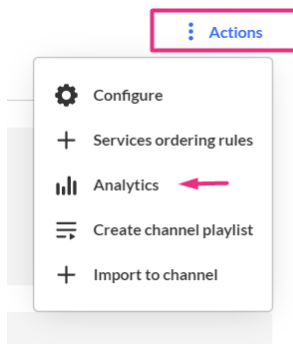 Actions
Configure
Services ordering rules
Analytics
Create channel playlist
Import to channel